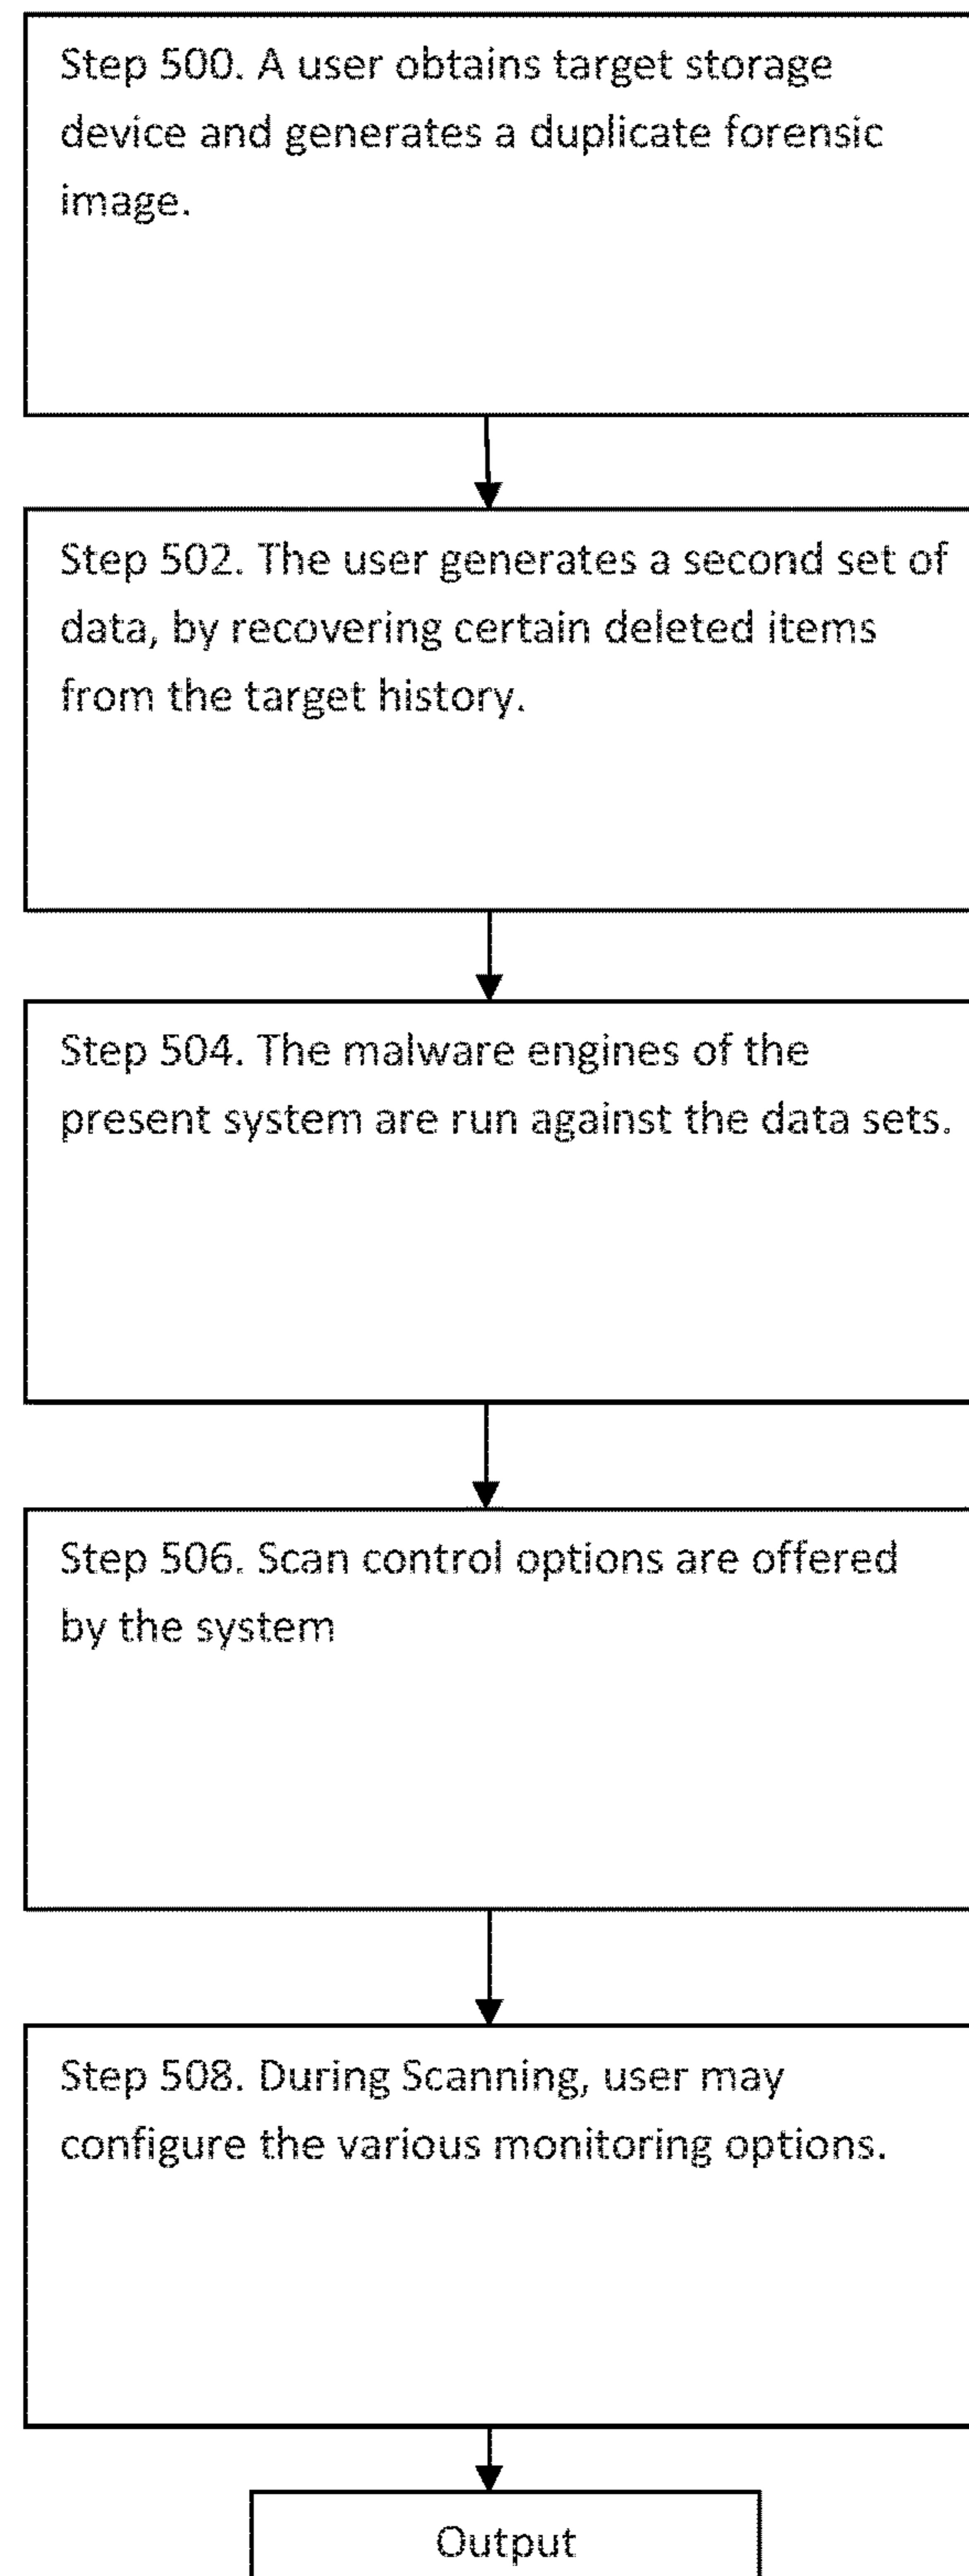 Step 500. A user obtains target storage
device and generates a duplicate forensic
image.
Step 502. The user generates a second set of
data, by recovering certain deleted items
from the target history.
Step 504. The malware engines of the
present system are run against the data sets.
Step 506. Scan control options are offered
by the system
Step 508. During Scanning, user may
configure the various monitoring options.
Output